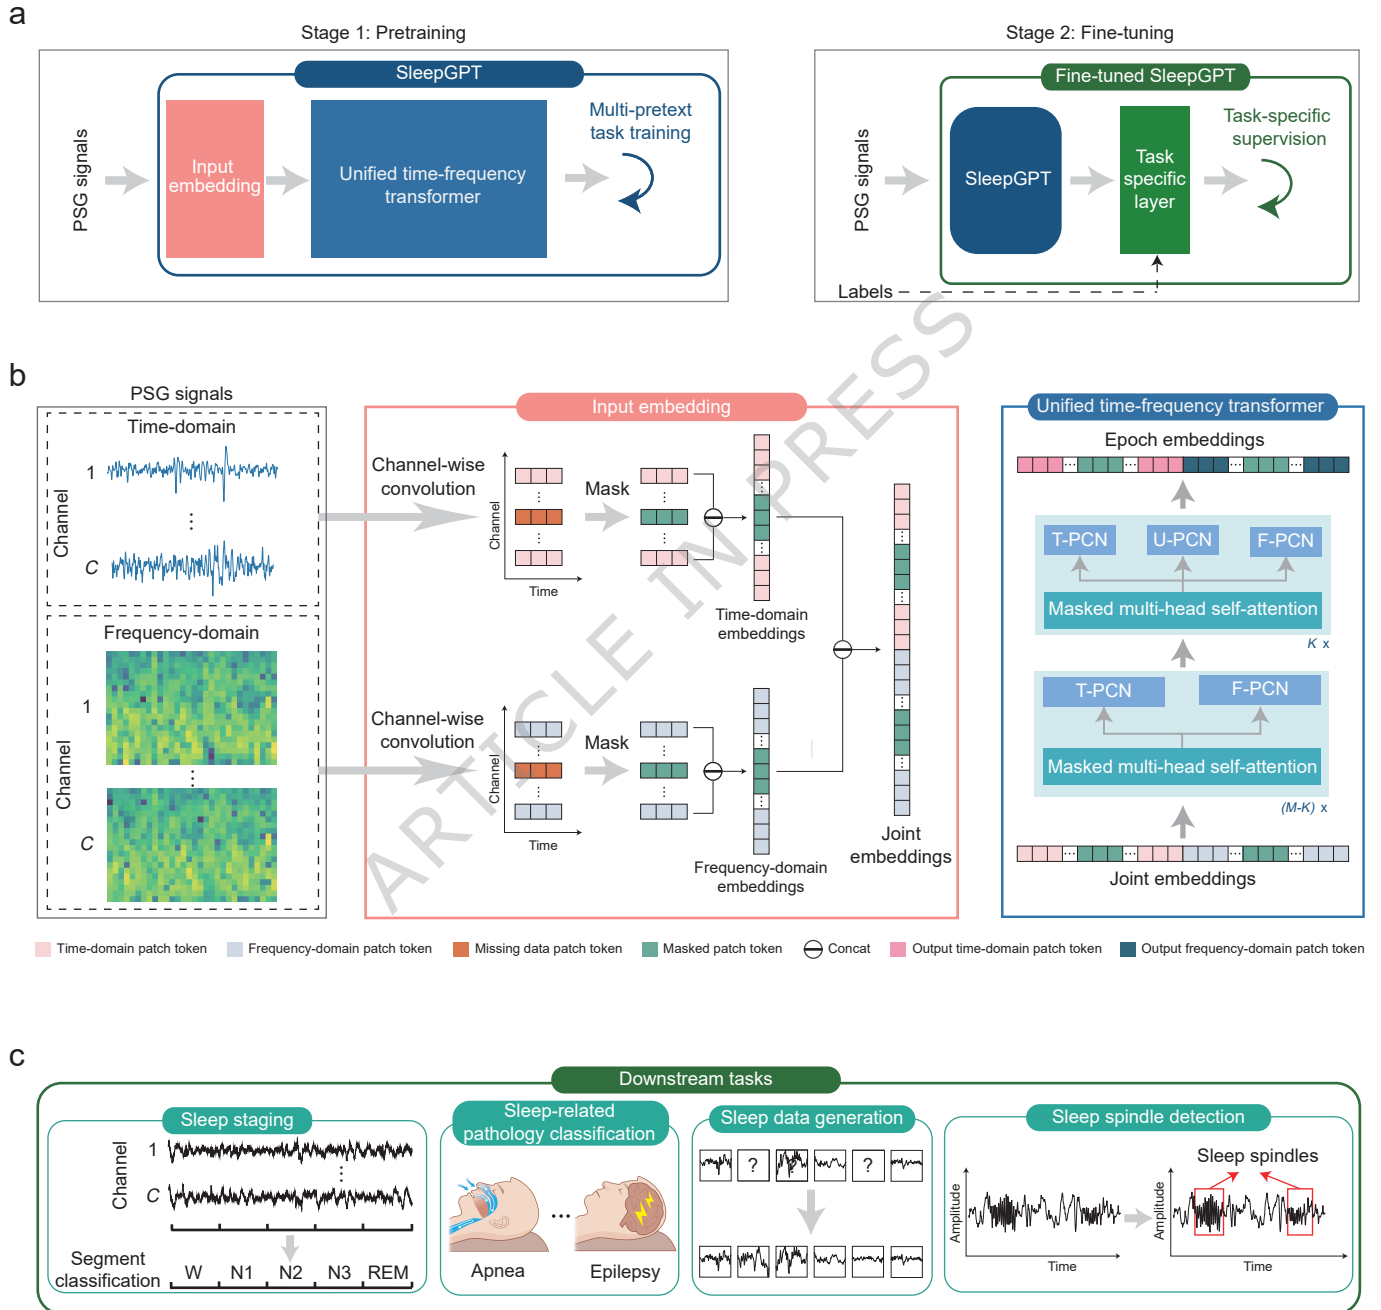 a
Stage 1: Pretraining
SleepGPT
PSG signals
Input
embedding
Unified time-frequency
transformer
Multi-pretext
task training
Stage 2: Fine-tuning
Fine-tuned SleepGPT
PSG signals
SleepGPT
Task
specific
layer
Task-specific
supervision
Labels
b
PSG signals
Time-domain
Channel
1
⋮
C
Frequency-domain
Channel
1
⋮
C
Input embedding
Channel-wise
convolution
Channel
Time
Mask
Time-domain
embeddings
Channel-wise
convolution
Channel
Time
Mask
Frequency-domain
embeddings
Joint
embeddings
Unified time-frequency transformer
Epoch embeddings
T-PCN
U-PCN
F-PCN
Masked multi-head self-attention
K x
T-PCN
F-PCN
Masked multi-head self-attention
(M-K) x
Joint embeddings
ARTICLE IN PRESS
Time-domain patch token
Frequency-domain patch token
Missing data patch token
Masked patch token
Concat
Output time-domain patch token
Output frequency-domain patch token
c
Downstream tasks
Sleep staging
Channel
1
⋮
C
Segment
classification
W N1 N2 N3 REM
Sleep-related
pathology classification
...
Apnea
Epilepsy
Sleep data generation
? ? ?
Sleep spindle detection
Amplitude
Time
Sleep spindles
Amplitude
Time